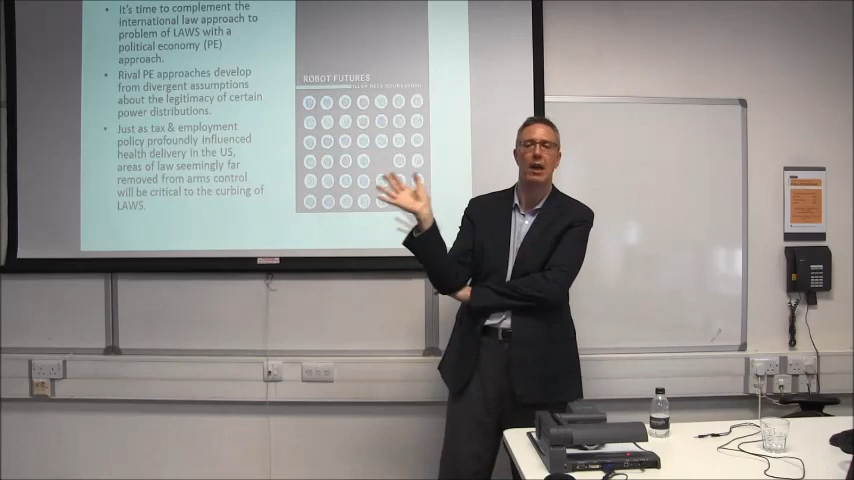 • It's time to complement the
international law approach to
problem of LAWS with a
political economy (PE)
approach.
• Rival PE approaches develop
from divergent assumptions
about the legitimacy of certain
power distributions.
• Just as tax & employment
policy profoundly influenced
health delivery in the US,
areas of law seemingly far
removed from arms control
will be critical to the curbing of
LAWS.
ROBOT FUTURES